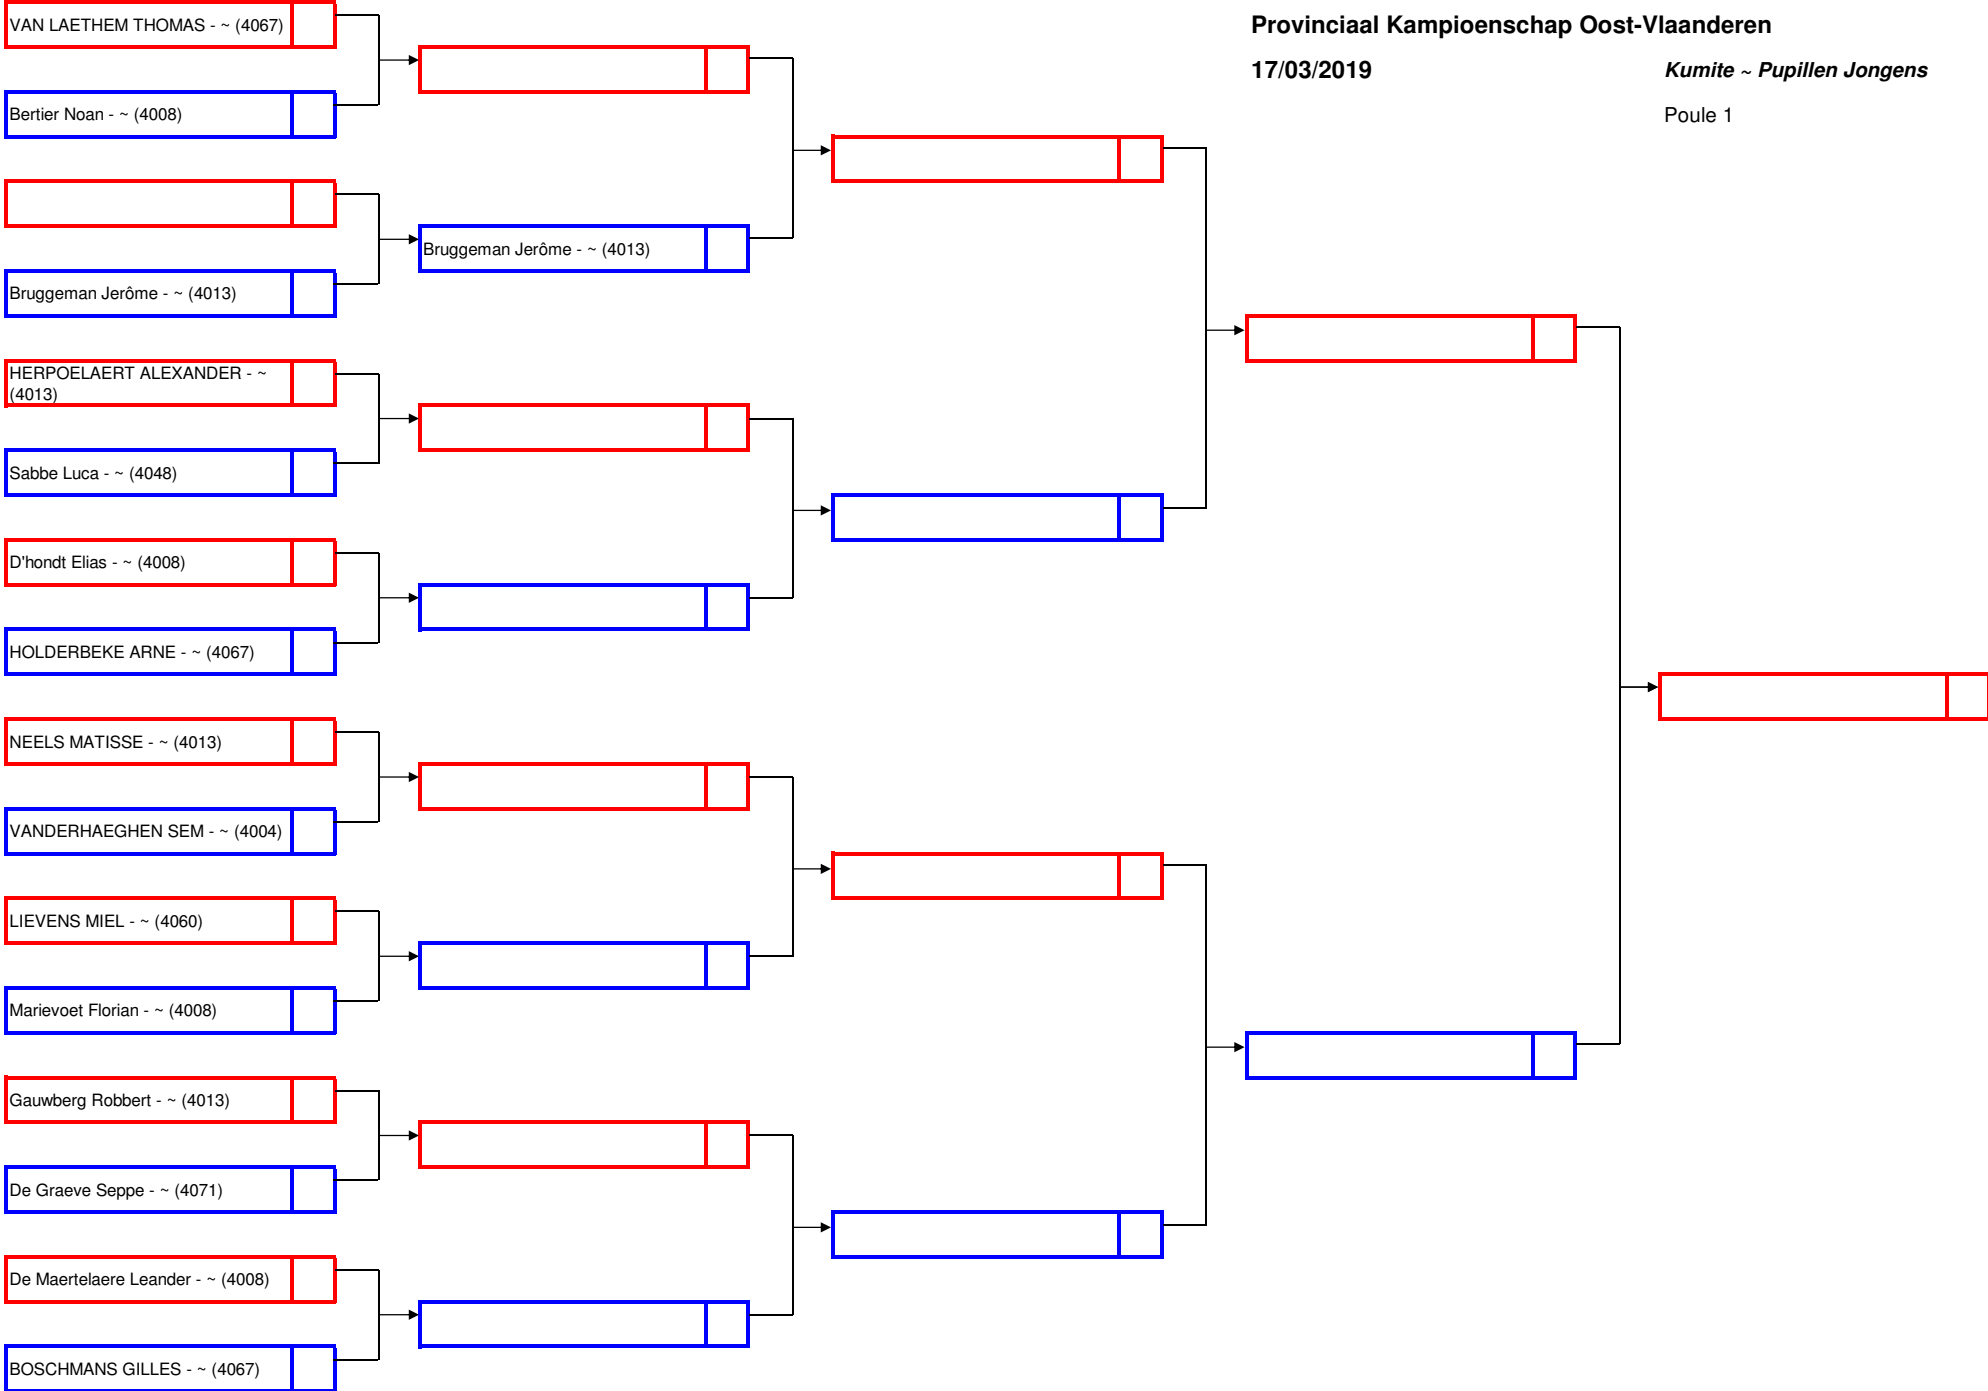 Provinciaal Kampioenschap Oost-Vlaanderen
17/03/2019
Kumite ~ Pupillen Jongens
Poule 1
VAN LAETHEM THOMAS - ~ (4067)
Bertier Noan - ~ (4008)
Bruggeman Jerôme - ~ (4013)
Bruggeman Jerôme - ~ (4013)
HERPOELAERT ALEXANDER - ~
(4013)
Sabbe Luca - ~ (4048)
D'hondt Elias - ~ (4008)
HOLDERBEKE ARNE - ~ (4067)
NEELS MATISSE - ~ (4013)
VANDERHAEGHEN SEM - ~ (4004)
LIEVENS MIEL - ~ (4060)
Marievoet Florian - ~ (4008)
Gauwberg Robbert - ~ (4013)
De Graeve Seppe - ~ (4071)
De Maertelaere Leander - ~ (4008)
BOSCHMANS GILLES - ~ (4067)